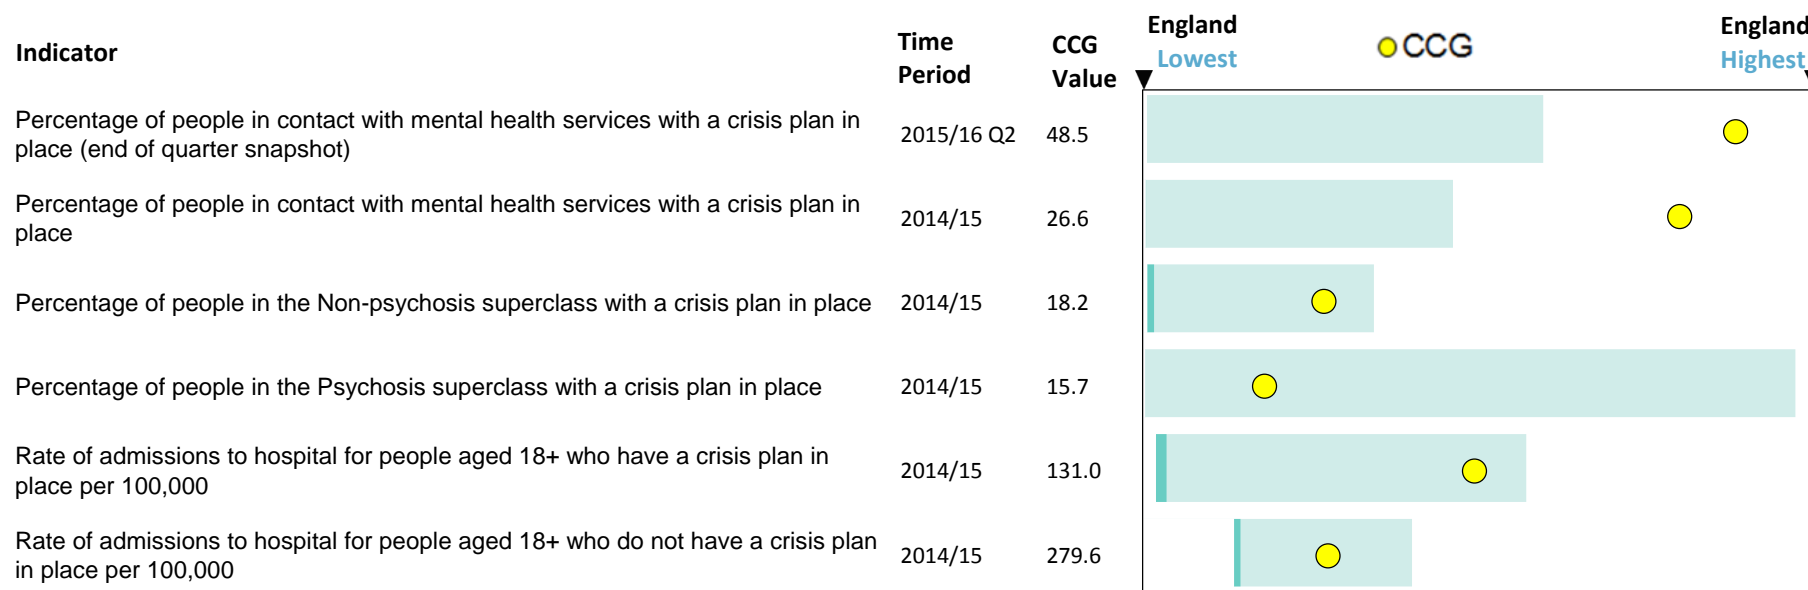 Indicator
Time Period
CCG Value
England Lowest
CCG
England Highest
Percentage of people in contact with mental health services with a crisis plan in
place (end of quarter snapshot)
2015/16 Q2
48.5
Percentage of people in contact with mental health services with a crisis plan in
place
2014/15
26.6
Percentage of people in the Non-psychosis superclass with a crisis plan in place
2014/15
18.2
Percentage of people in the Psychosis superclass with a crisis plan in place
2014/15
15.7
Rate of admissions to hospital for people aged 18+ who have a crisis plan in
place per 100,000
2014/15
131.0
Rate of admissions to hospital for people aged 18+ who do not have a crisis plan
in place per 100,000
2014/15
279.6